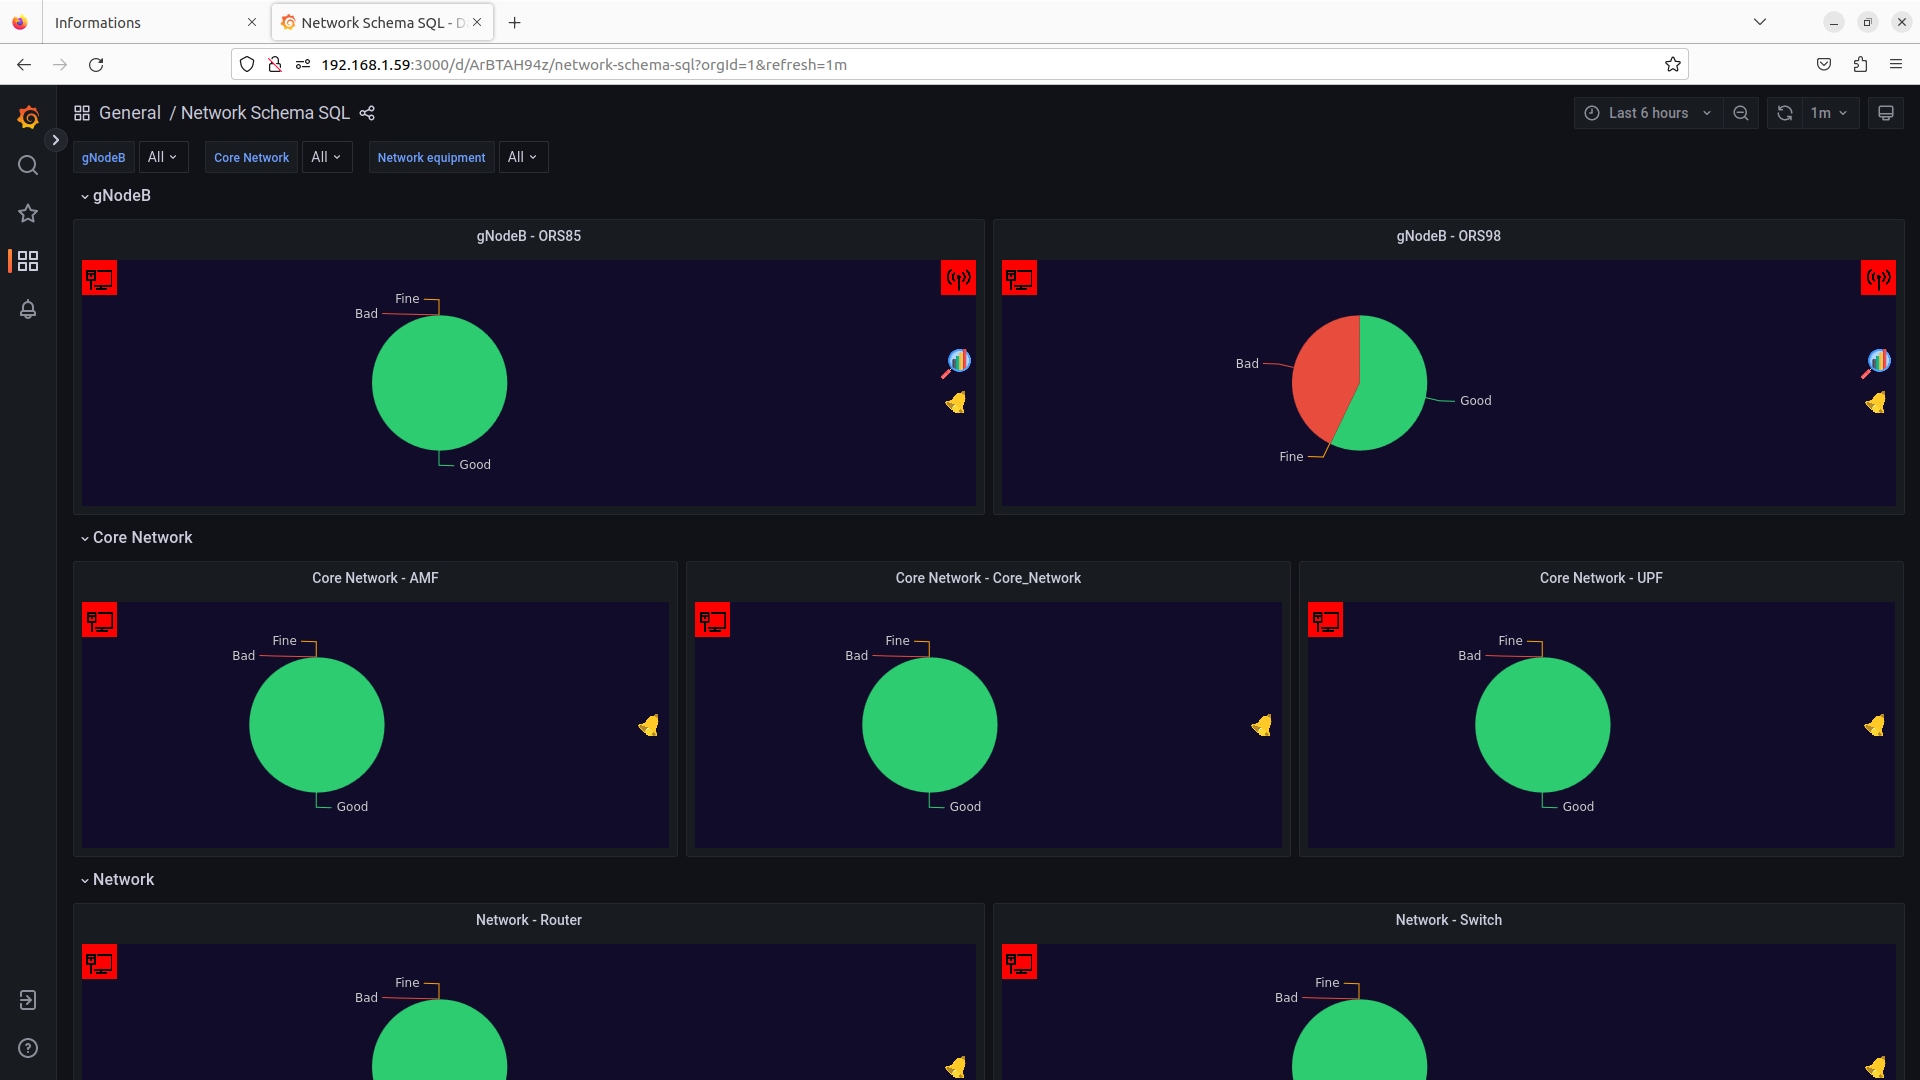 Informations
Network Schema SQL - D
192.168.1.59:3000/d/ArBTAH94z/network-schema-sql?orgId=1&refresh=1m
General / Network Schema SQL
Last 6 hours
1m
gNodeB All Core Network All Network equipment All
gNodeB
gNodeB - ORS85
Fine
Bad
Good
gNodeB - ORS98
Bad
Good
Fine
Core Network
Core Network - AMF
Fine
Bad
Good
Core Network - Core_Network
Fine
Bad
Good
Core Network - UPF
Fine
Bad
Good
Network
Network - Router
Fine
Bad
Network - Switch
Fine
Bad